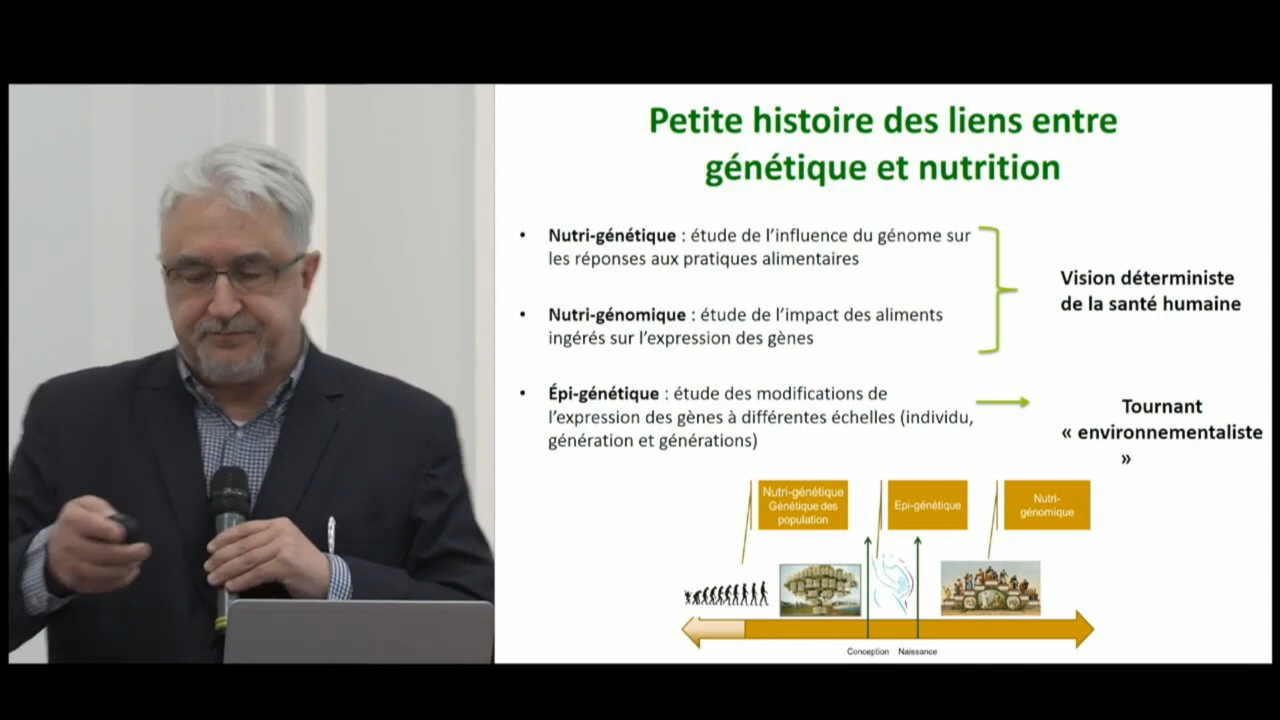 Petite histoire des liens entre
génétique et nutrition
• Nutri-génétique : étude de l’influence du génome sur
les réponses aux pratiques alimentaires
• Nutri-génomique : étude de l’impact des aliments
ingérés sur l’expression des gènes
Vision déterministe
de la santé humaine
• Épi-génétique : étude des modifications de
l’expression des gènes à différentes échelles (individu,
génération et générations)
Tournant
« environnementaliste
»
Nutri-génétique
Génétique des
population
Epi-génétique
Nutri-
génomique
Conception
Naissance